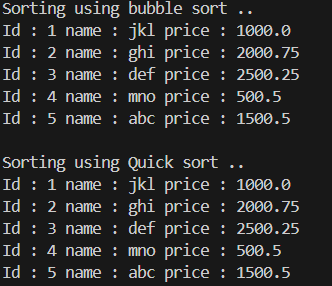 Sorting using bubble sort ..
Id : 1 name : jkl price : 1000.0
Id : 2 name : ghi price : 2000.75
Id : 3 name : def price : 2500.25
Id : 4 name : mno price : 500.5
Id : 5 name : abc price : 1500.5

Sorting using Quick sort ..
Id : 1 name : jkl price : 1000.0
Id : 2 name : ghi price : 2000.75
Id : 3 name : def price : 2500.25
Id : 4 name : mno price : 500.5
Id : 5 name : abc price : 1500.5